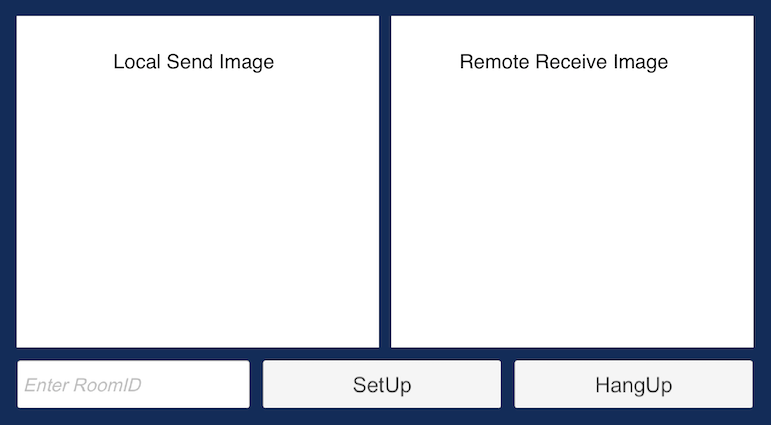 Local Send Image
Remote Receive Image
Enter RoomID
SetUp
HangUp